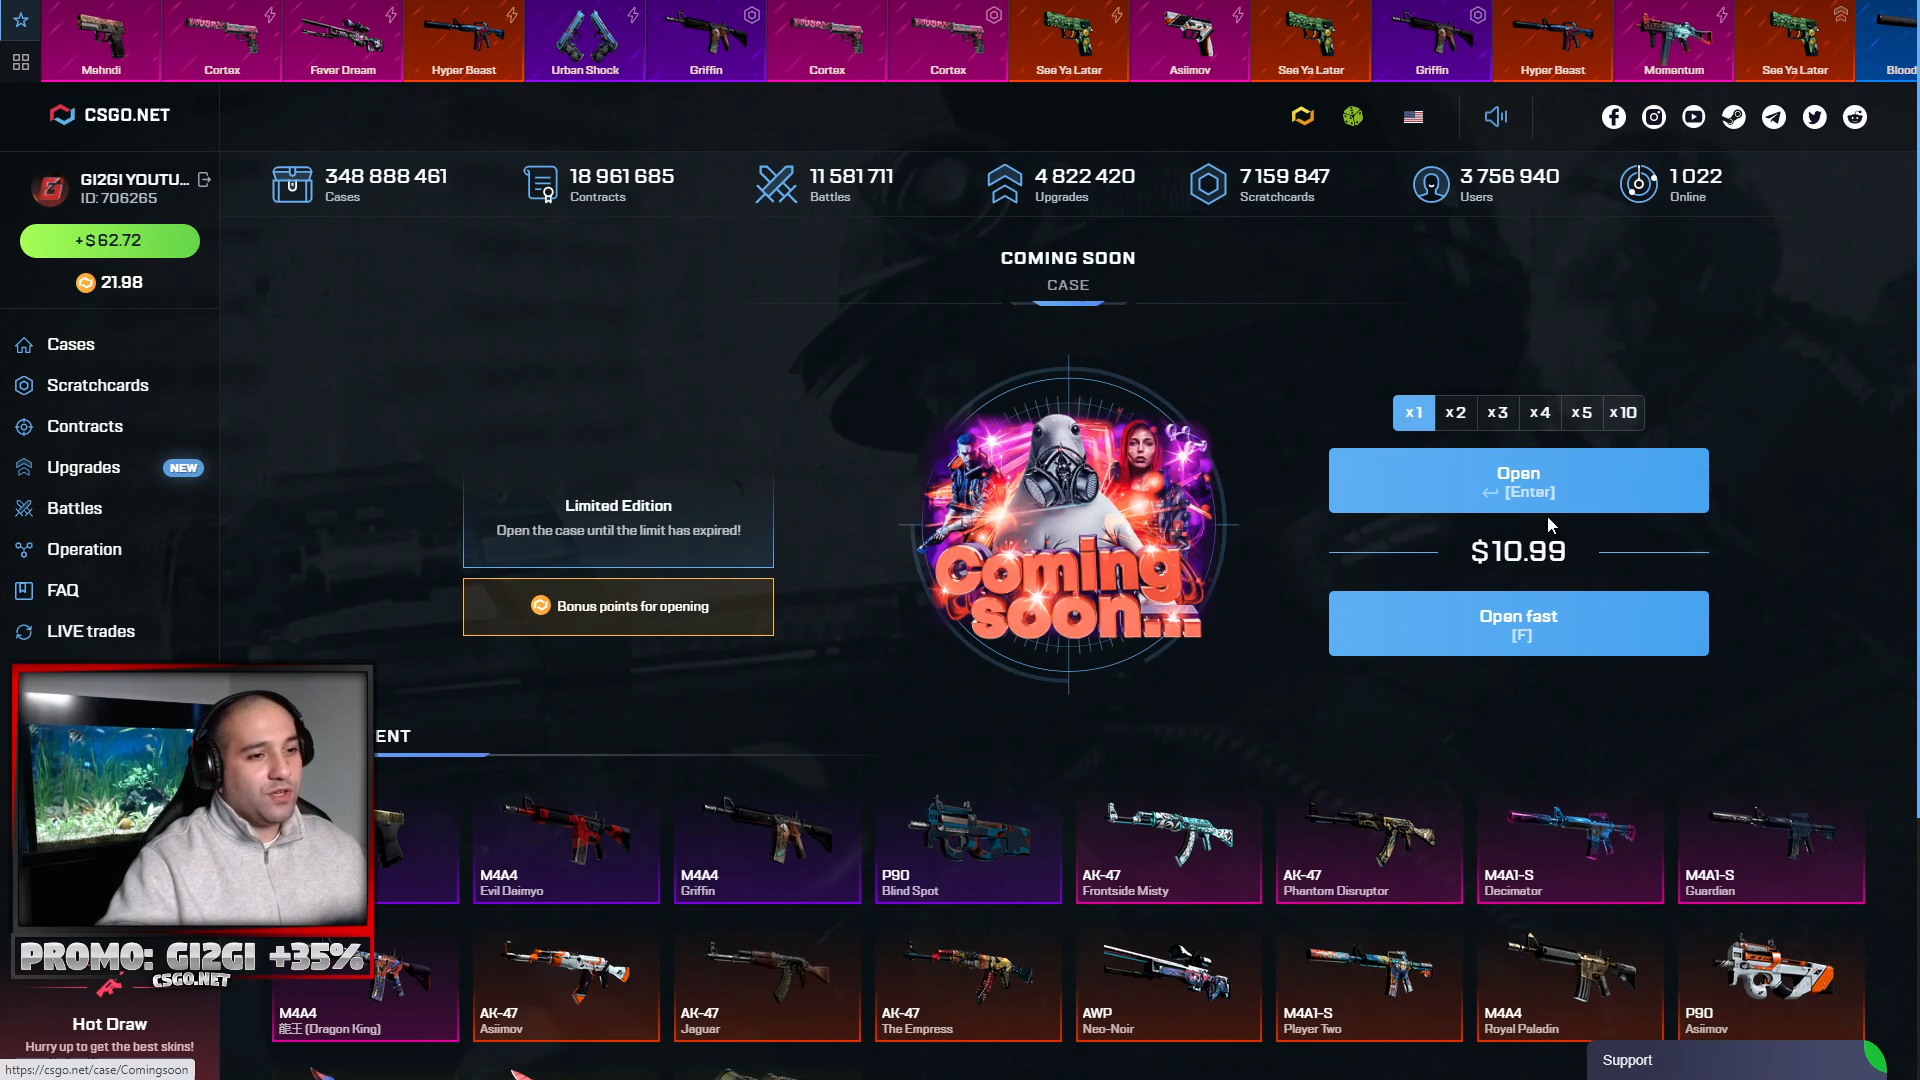 Mehndi
Cortex
Fever Dream
Hyper Beast
Urban Shock
Griffin
Cortex
Cortex
See Ya Later
Asiimov
See Ya Later
Griffin
Hyper Beast
Momentum
See Ya Later
Blood
CSGO.NET
GI2GI YOUTU...
ID: 706265
+$ 62.72
21.98
348 888 461
Cases
18 961 685
Contracts
11 581 711
Battles
4 822 420
Upgrades
7 159 847
Scratchcards
3 756 940
Users
1 022
Online
Cases
Scratchcards
Contracts
Upgrades
NEW
Battles
Operation
FAQ
LIVE trades
COMING SOON
CASE
Limited Edition
Open the case until the limit has expired!
Bonus points for opening
Coming
soon...
x1
x2
x3
x4
x5
x10
Open
[Enter]
$10.99
Open fast
[F]
ENT
M4A4
Evil Daimyo
M4A4
Griffin
P90
Blind Spot
AK-47
Frontside Misty
AK-47
Phantom Disruptor
M4A1-S
Decimator
M4A1-S
Guardian
M4A4
龍王 (Dragon King)
AK-47
Asiimov
AK-47
Jaguar
AK-47
The Empress
AWP
Neo-Noir
M4A1-S
Player Two
M4A4
Royal Paladin
P90
Asiimov
PROMO: GI2GI +35%
CSGO.NET
Hot Draw
Hurry up to get the best skins!
https://csgo.net/case/Comingsoon
Support